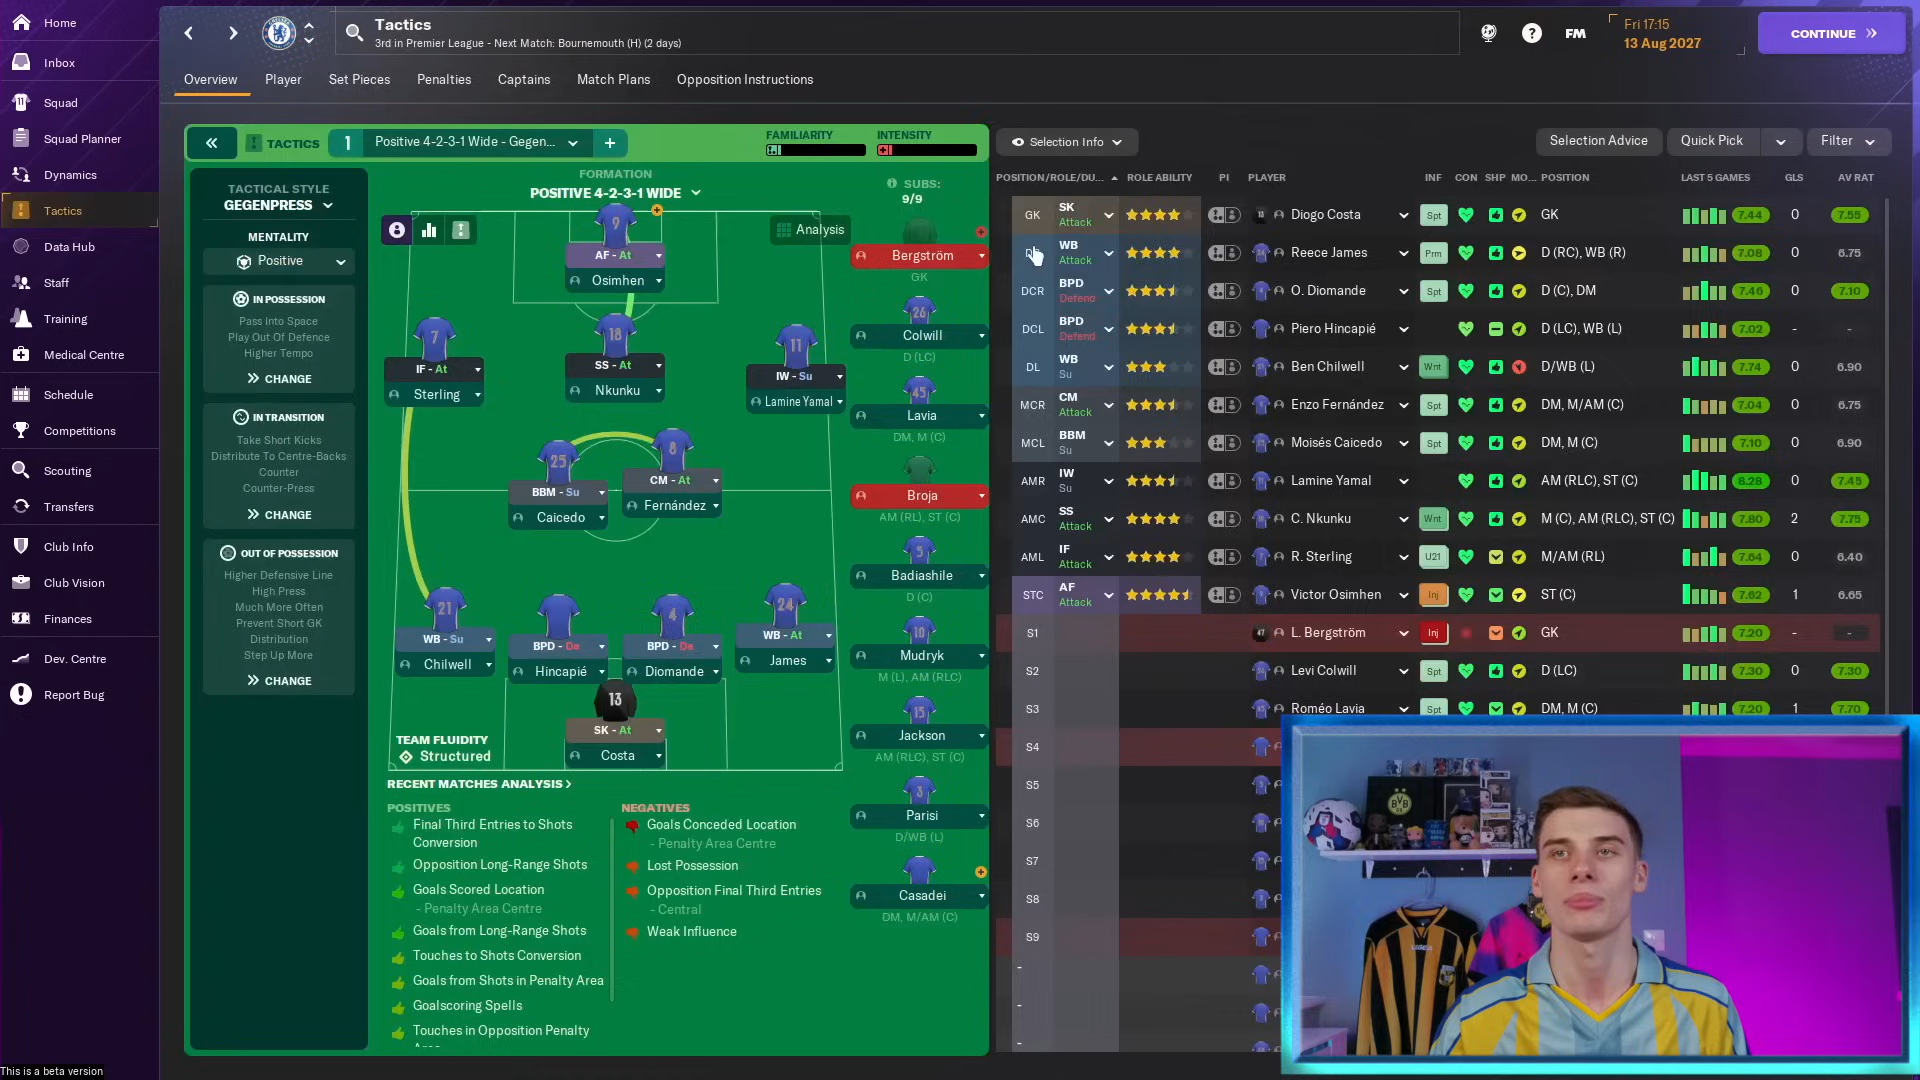 Home
Inbox
Squad
Squad Planner
Dynamics
Tactics
Data Hub
Staff
Training
Medical Centre
Schedule
Competitions
Scouting
Transfers
Club Info
Club Vision
Finances
Dev. Centre
Report Bug
This is a beta version
Tactics
3rd in Premier League - Next Match: Bournemouth (H) (2 days)
FM
Fri 17:15
13 Aug 2027
CONTINUE
Overview
Player
Set Pieces
Penalties
Captains
Match Plans
Opposition Instructions
TACTICS
1
Positive 4-2-3-1 Wide - Gegen...
FAMILIARITY
INTENSITY
TACTICAL STYLE
GEGENPRESS
MENTALITY
Positive
IN POSSESSION
Pass Into Space
Play Out Of Defence
Higher Tempo
CHANGE
IN TRANSITION
Take Short Kicks
Distribute To Centre-Backs
Counter
Counter-Press
CHANGE
OUT OF POSSESSION
Higher Defensive Line
High Press
Much More Often
Prevent Short GK
Distribution
Step Up More
CHANGE
FORMATION
POSITIVE 4-2-3-1 WIDE
Analysis
9
AF - At
Osimhen
7
IF - At
Sterling
18
SS - At
Nkunku
11
IW - Su
Lamine Yamal
25
BBM - Su
Caicedo
8
CM - At
Fernández
21
WB - Su
Chilwell
BPD - De
Hincapié
4
BPD - De
Diomande
24
WB - At
James
13
SK - At
Costa
TEAM FLUIDITY
Structured
SUBS:
9/9
Bergström
GK
26
Colwill
D (LC)
45
Lavia
DM, M (C)
Broja
AM (RL), ST (C)
5
Badiashile
D (C)
10
Mudryk
M (L), AM (RLC)
15
Jackson
AM (RLC), ST (C)
3
Parisi
D/WB (L)
Casadei
DM, M/AM (C)
RECENT MATCHES ANALYSIS
POSITIVES
Final Third Entries to Shots
Conversion
Opposition Long-Range Shots
Goals Scored Location
- Penalty Area Centre
Goals from Long-Range Shots
Touches to Shots Conversion
Goals from Shots in Penalty Area
Goalscoring Spells
Touches in Opposition Penalty
NEGATIVES
Goals Conceded Location
- Penalty Area Centre
Lost Possession
Opposition Final Third Entries
- Central
Weak Influence
Selection Info
Selection Advice
Quick Pick
Filter
POSITION/ROLE/DU... ROLE ABILITY PI PLAYER INF CON SHP MO... POSITION LAST 5 GAMES GLS AV RAT
GK SK Attack Diogo Costa Spt GK 7.44 0 7.55
WB Attack Reece James Prm D (RC), WB (R) 7.08 0 6.75
DCR BPD Defend O. Diomande Spt D (C), DM 7.46 0 7.10
DCL BPD Defend Piero Hincapié D (LC), WB (L) 7.02 - -
DL WB Su Ben Chilwell Wnt D/WB (L) 7.74 0 6.90
MCR CM Attack Enzo Fernández Spt DM, M/AM (C) 7.04 0 6.75
MCL BBM Su Moisés Caicedo Spt DM, M (C) 7.10 0 6.90
AMR IW Su Lamine Yamal AM (RLC), ST (C) 8.28 0 7.45
AMC SS Attack C. Nkunku Wnt M (C), AM (RLC), ST (C) 7.80 2 7.75
AML IF Attack R. Sterling U21 M/AM (RL) 7.64 0 6.40
STC AF Attack Victor Osimhen Inj ST (C) 7.62 1 6.65
S1 L. Bergström Inj GK 7.20 - -
S2 Levi Colwill Spt D (LC) 7.30 0 7.30
S3 Roméo Lavia Spt DM, M (C) 7.20 1 7.70
S4
S5
S6
S7
S8
S9
-
-
-
BVB